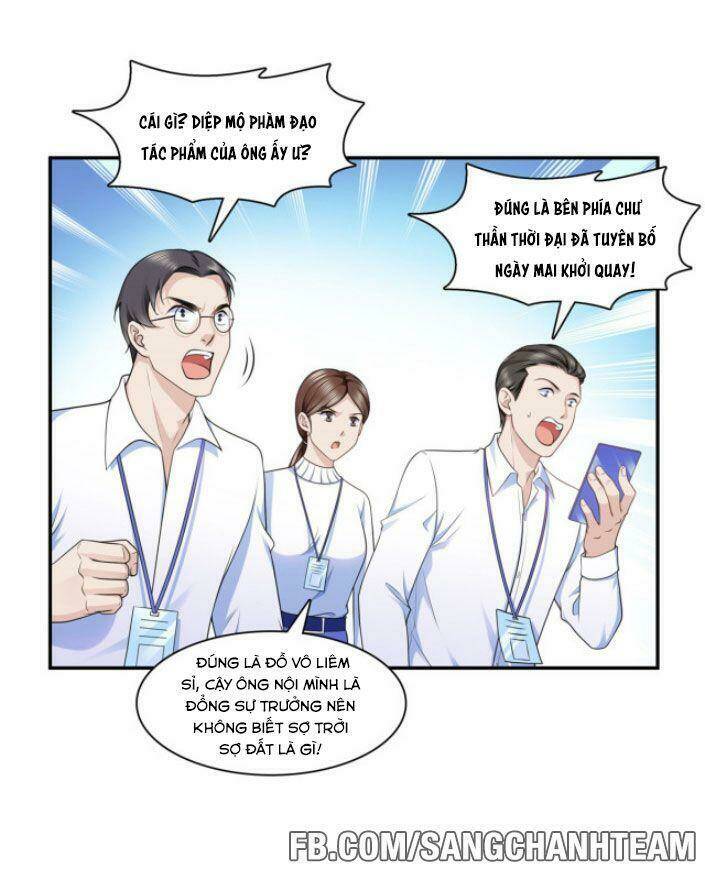 CÁI GÌ? DIỆP MỘ PHÀM ĐẠO
TÁC PHẨM CỦA ÔNG ẤY Ư?
ĐÚNG LÀ BÊN PHÍA CHƯ
THẦN THỜI ĐẠI ĐÃ TUYÊN BỐ
NGÀY MAI KHỞI QUAY!
ĐÚNG LÀ ĐỒ VÔ LIÊM
SỈ, CẬY ÔNG NỘI MÌNH LÀ
ĐỔNG SỰ TRƯỞNG NÊN
KHÔNG BIẾT SỢ TRỜI
SỢ ĐẤT LÀ GÌ!
FB.COM/SANGCHANHTEAM